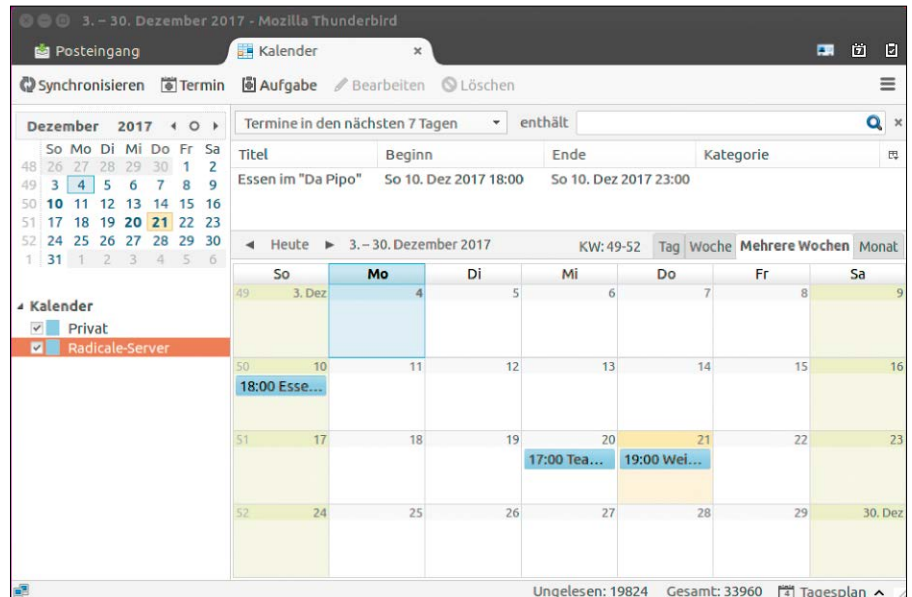 3. – 30. Dezember 2017 - Mozilla Thunderbird
Posteingang
Kalender ×
Synchronisieren Termin Aufgabe Bearbeiten Löschen
Dezember 2017
So Mo Di Mi Do Fr Sa
48 26 27 28 29 30 1 2
49 3 4 5 6 7 8 9
50 10 11 12 13 14 15 16
51 17 18 19 20 21 22 23
52 24 25 26 27 28 29 30
1 31 1 2 3 4 5 6
Kalender
Privat
Radicale-Server
Termine in den nächsten 7 Tagen enthält ×
Titel Beginn Ende Kategorie
Essen im "Da Pipo" So 10. Dez 2017 18:00 So 10. Dez 2017 23:00
Heute 3. – 30. Dezember 2017 KW: 49-52 Tag Woche Mehrere Wochen Monat
So Mo Di Mi Do Fr Sa
49 3. Dez 4 5 6 7 8 9
50 10 11 12 13 14 15 16
18:00 Esse...
51 17 18 19 20 21 22 23
17:00 Tea... 19:00 Wei...
52 24 25 26 27 28 29 30. Dez
Ungelesen: 19824 Gesamt: 33960 4 Tagesplan